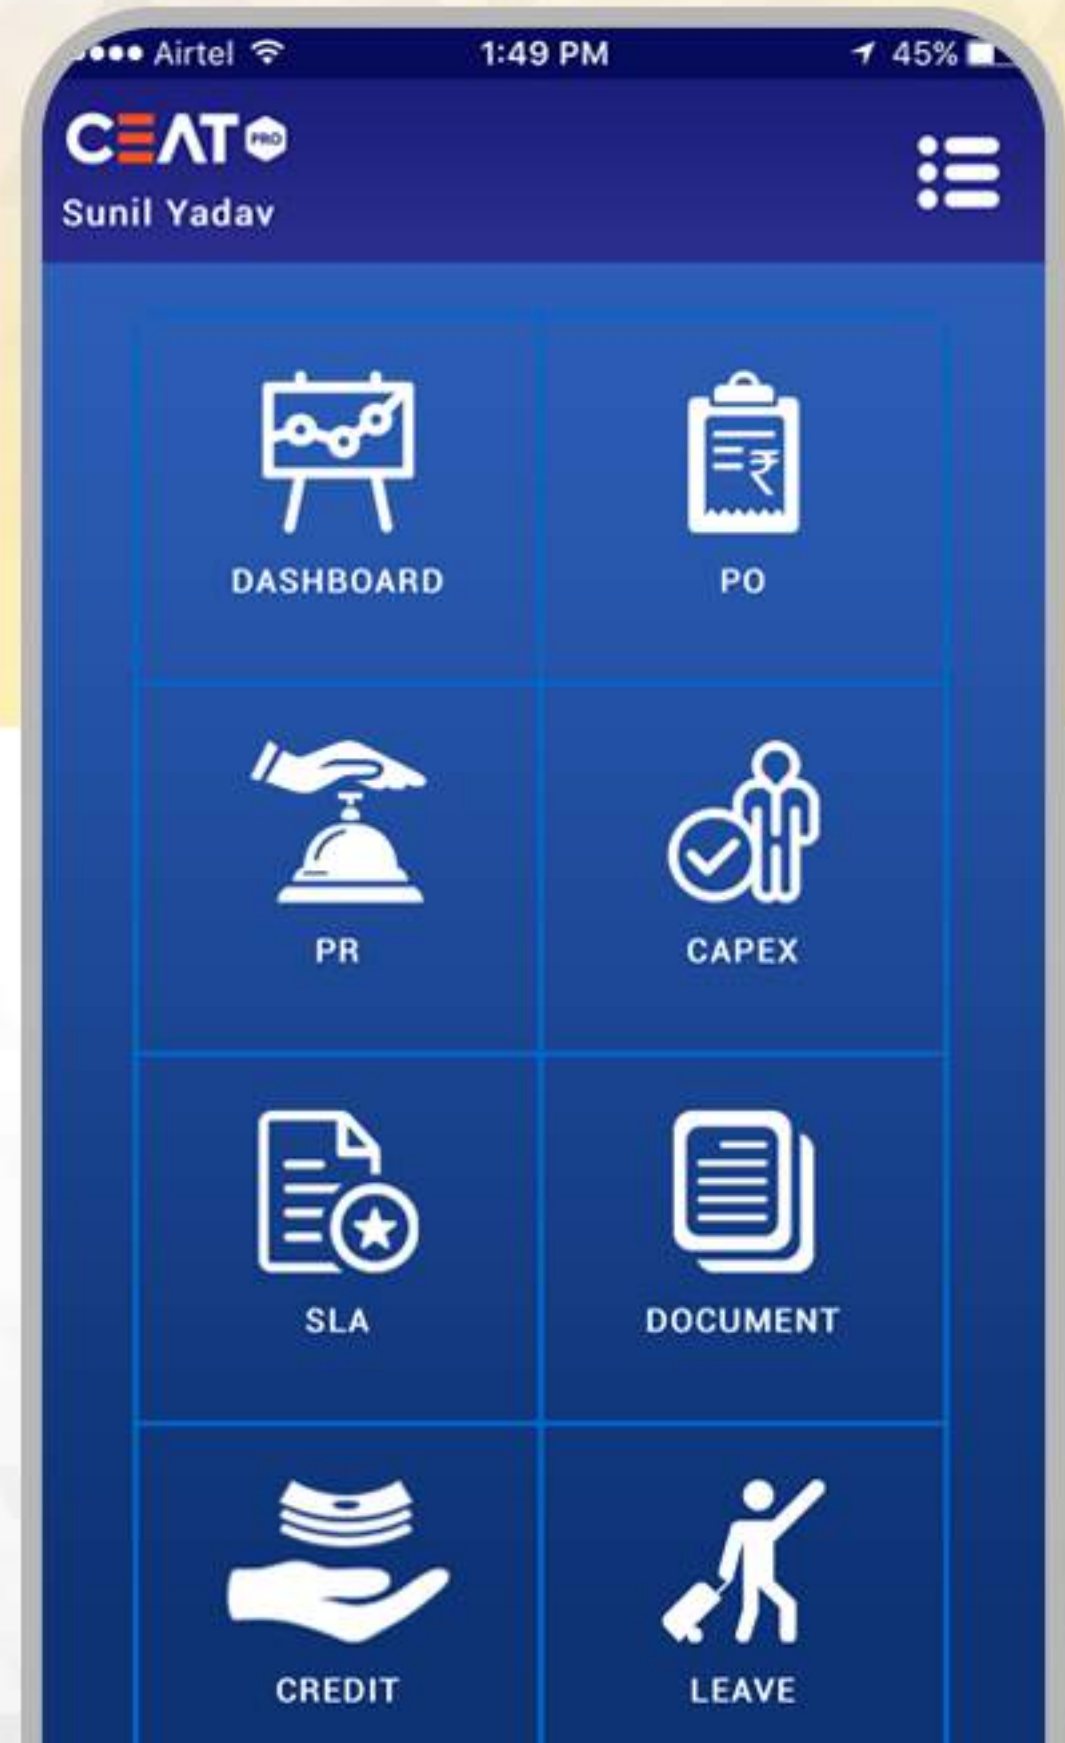 Airtel 1:49 PM 45%
CEAT PRO
Sunil Yadav
DASHBOARD PO
PR CAPEX
SLA DOCUMENT
CREDIT LEAVE